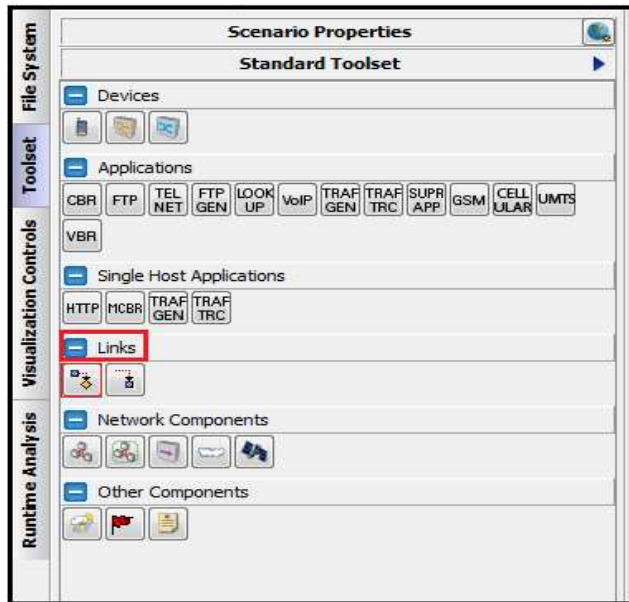 Scenario Properties
Standard Toolset
File System
Toolset
Visualization Controls
Runtime Analysis
Devices
Applications
CBR FTP TEL NET FTP GEN LOOK UP VoIP TRAF GEN TRAF TRC SUPR APP GSM CELL ULAR UMTS
VBR
Single Host Applications
HTTP MCBR TRAF GEN TRAF TRC
Links
Network Components
Other Components